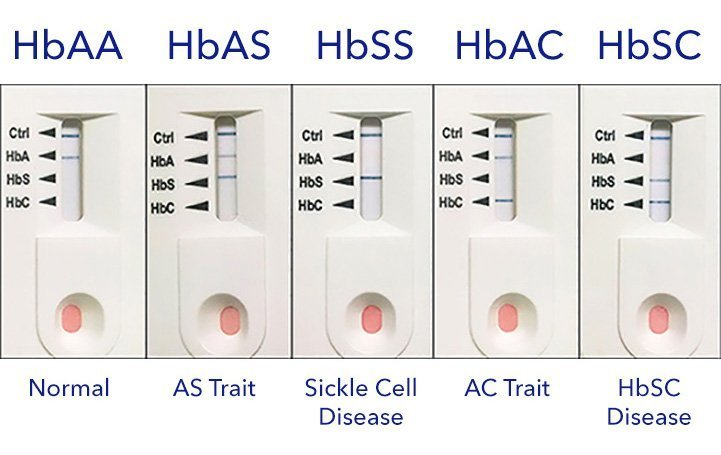 HbAA HbAS HbSS HbAC HbSC
Ctrl Ctrl Ctrl Ctrl Ctrl
HbA HbA HbA HbA HbA
HbS HbS HbS HbS HbS
HbC HbC HbC HbC HbC
Normal AS Trait Sickle Cell Disease AC Trait HbSC Disease